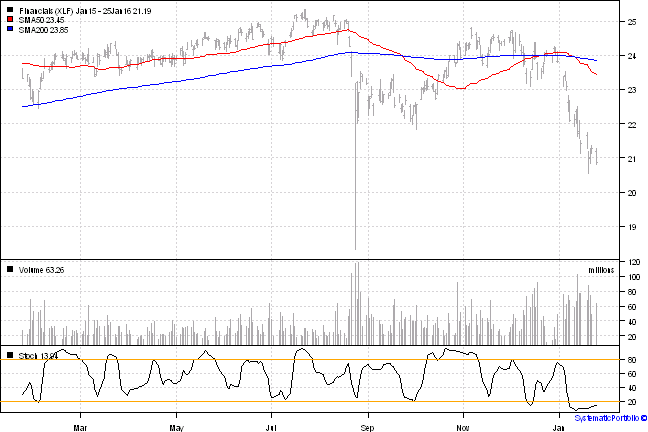 Financials (XLF) Jan15 - 25Jan16 21.19
SMA50 23.45
SMA200 23.85
25
24
23
22
21
20
19
Volume 63.26
120
millions
100
80
60
40
20
Stoch 13.94
80
60
40
20
Mar May Jul Sep Nov Jan
SystematicPortfolio ©